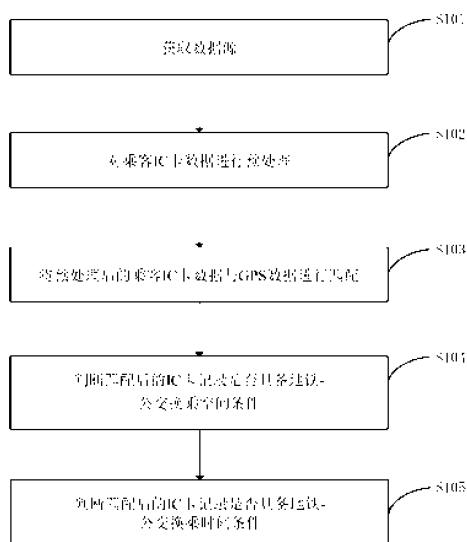 S101
获取数据源
S102
对乘客IC卡数据进行预处理
S103
将预处理后的乘客IC卡数据与GPS数据进行匹配
S104
判断匹配后的IC卡记录是否具备地铁-
公交换乘空间条件
S105
判断匹配后的IC卡记录是否具备地铁-
公交换乘时间条件